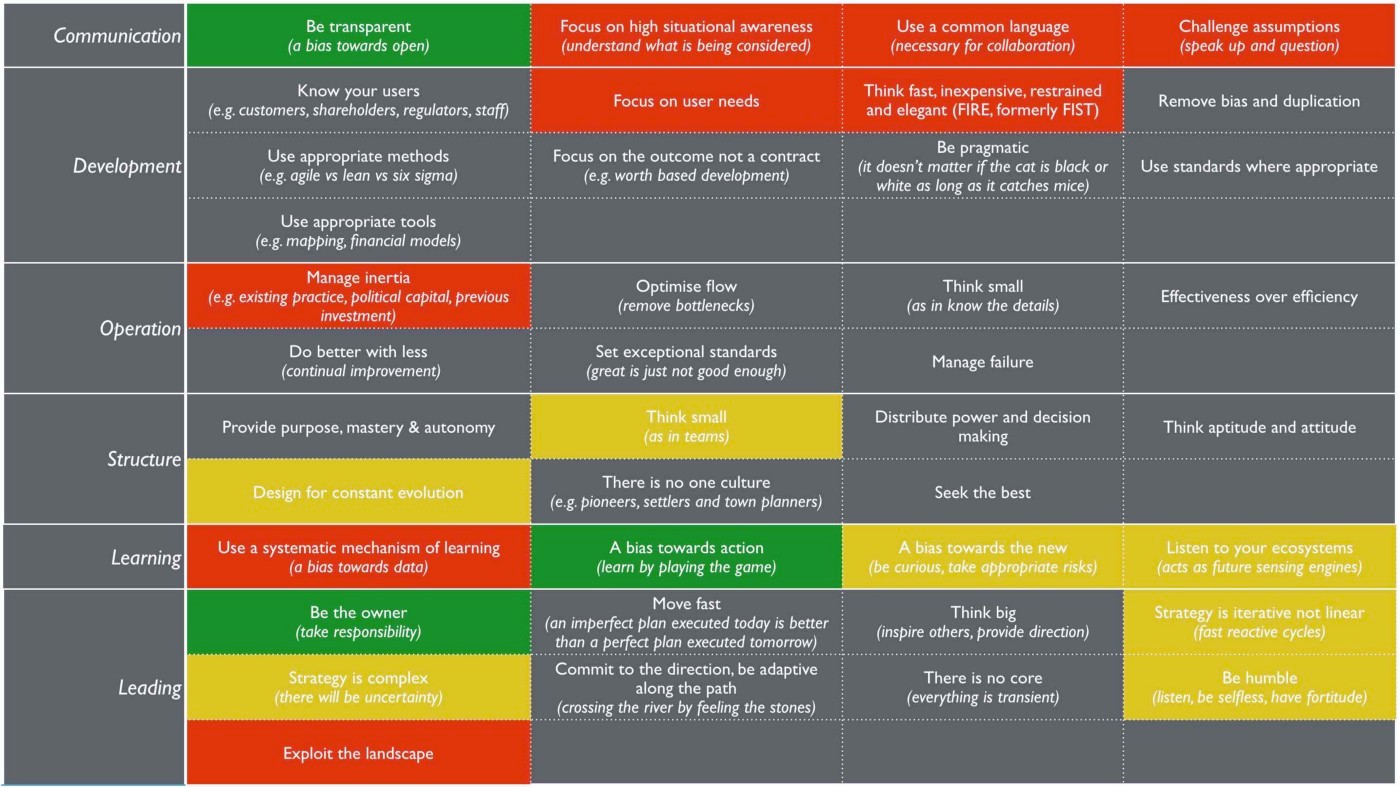 Communication
Be transparent
(a bias towards open)
Focus on high situational awareness
(understand what is being considered)
Use a common language
(necessary for collaboration)
Challenge assumptions
(speak up and question)
Development
Know your users
(e.g. customers, shareholders, regulators, staff)
Focus on user needs
Think fast, inexpensive, restrained
and elegant (FIRE, formerly FIST)
Remove bias and duplication
Use appropriate methods
(e.g. agile vs lean vs six sigma)
Focus on the outcome not a contract
(e.g. worth based development)
Be pragmatic
(it doesn't matter if the cat is black or
white as long as it catches mice)
Use standards where appropriate
Use appropriate tools
(e.g. mapping, financial models)
Operation
Manage inertia
(e.g. existing practice, political capital, previous
investment)
Optimise flow
(remove bottlenecks)
Think small
(as in know the details)
Effectiveness over efficiency
Do better with less
(continual improvement)
Set exceptional standards
(great is just not good enough)
Manage failure
Structure
Provide purpose, mastery & autonomy
Think small
(as in teams)
Distribute power and decision
making
Think aptitude and attitude
Design for constant evolution
There is no one culture
(e.g. pioneers, settlers and town planners)
Seek the best
Learning
Use a systematic mechanism of learning
(a bias towards data)
A bias towards action
(learn by playing the game)
A bias towards the new
(be curious, take appropriate risks)
Listen to your ecosystems
(acts as future sensing engines)
Leading
Be the owner
(take responsibility)
Move fast
(an imperfect plan executed today is better
than a perfect plan executed tomorrow)
Think big
(inspire others, provide direction)
Strategy is iterative not linear
(fast reactive cycles)
Strategy is complex
(there will be uncertainty)
Commit to the direction, be adaptive
along the path
(crossing the river by feeling the stones)
There is no core
(everything is transient)
Be humble
(listen, be selfless, have fortitude)
Exploit the landscape